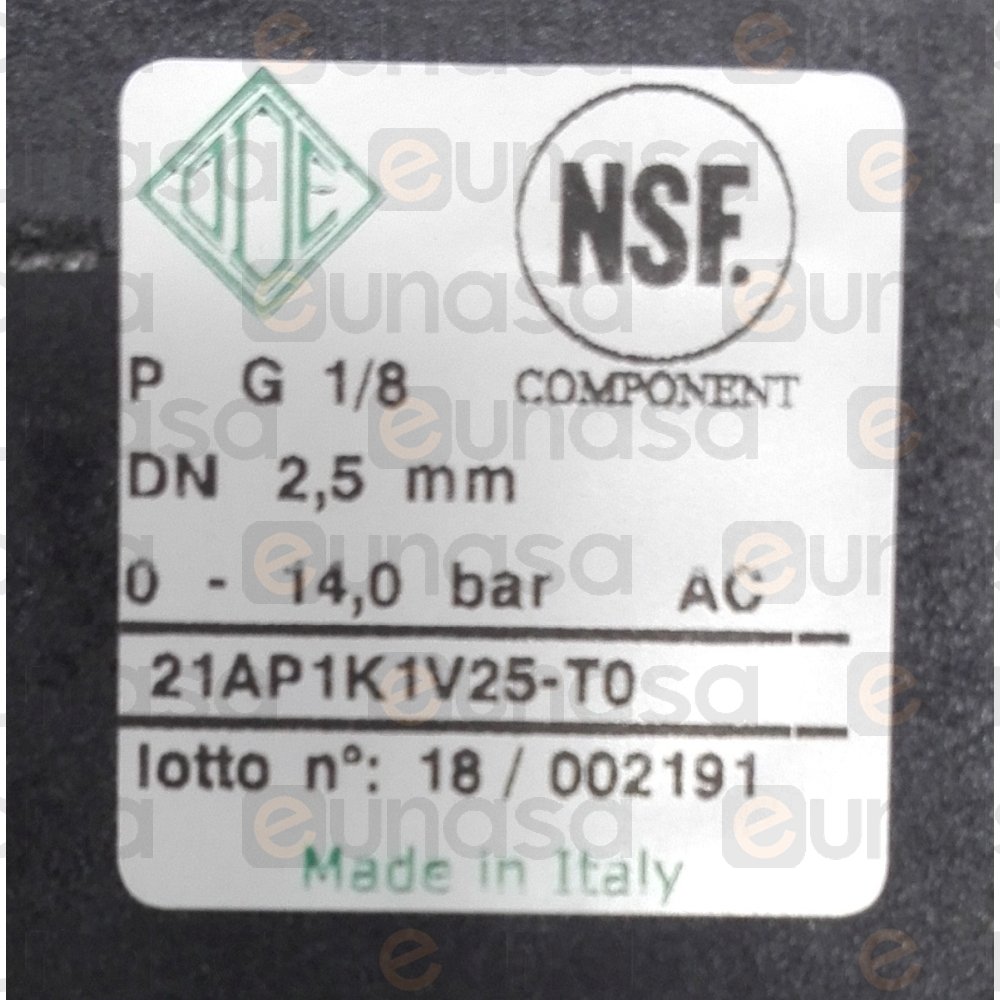 ODE
NSF.
COMPONENT
P G 1/8
DN 2,5 mm
0 - 14,0 bar AC
21AP1K1V25-T0
lotto n°: 18 / 002191
Made in Italy
eunasa